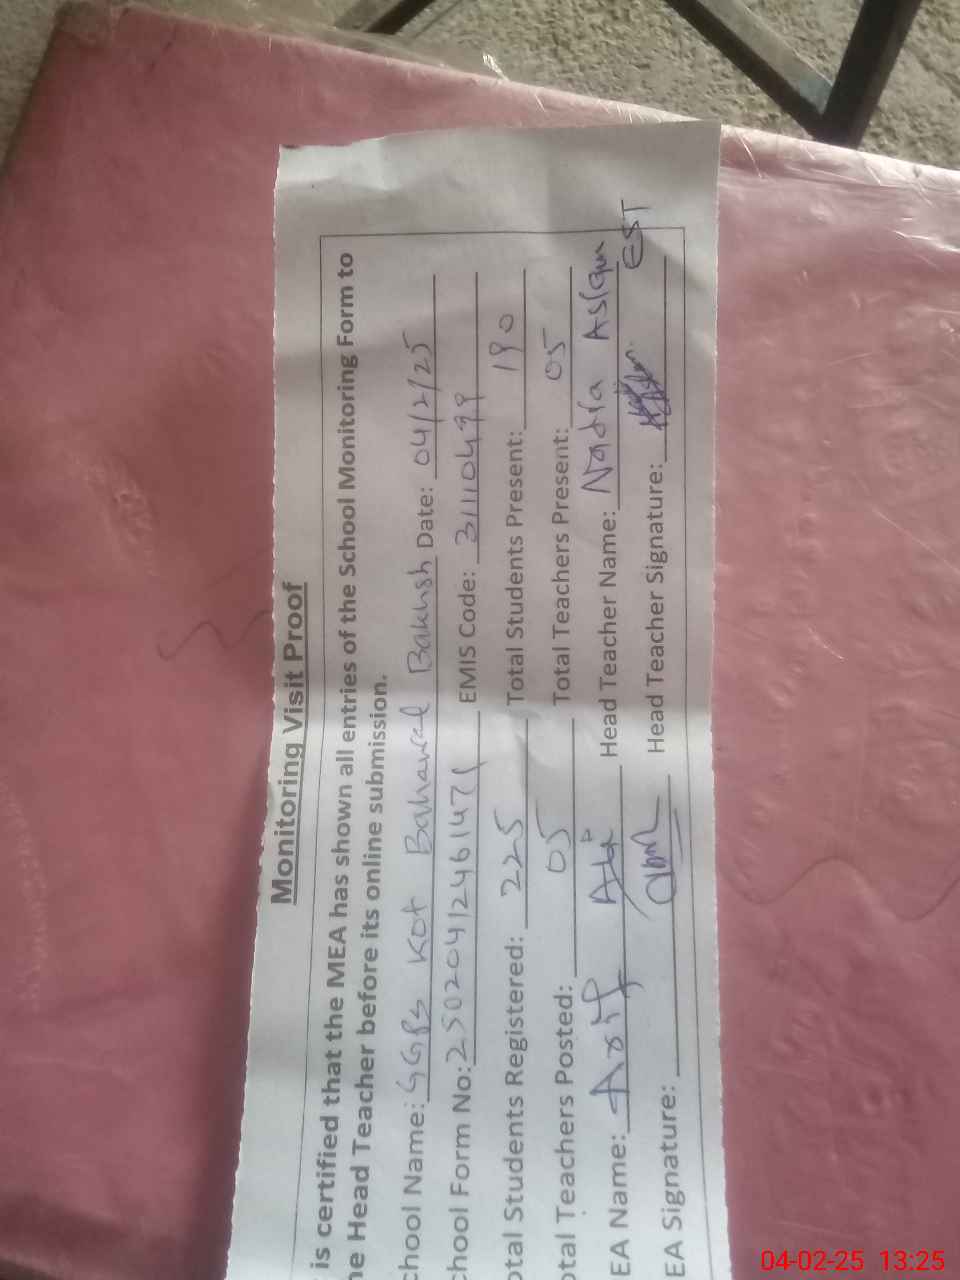 Monitoring Visit Proof
is certified that the MEA has shown all entries of the School Monitoring Form to
he Head Teacher before its online submission.
chool Name: GGPS Kot Bahawal Bakhsh Date: 04/2/25
chool Form No: EMIS Code: 31110499
otal Students Registered: 225 Total Students Present: 190
otal Teachers Posted: 05 Total Teachers Present: 05
EA Name: Asif Ali Head Teacher Name: Nadia Aslam
EA Signature: Head Teacher Signature: EST
04-02-25 13:25